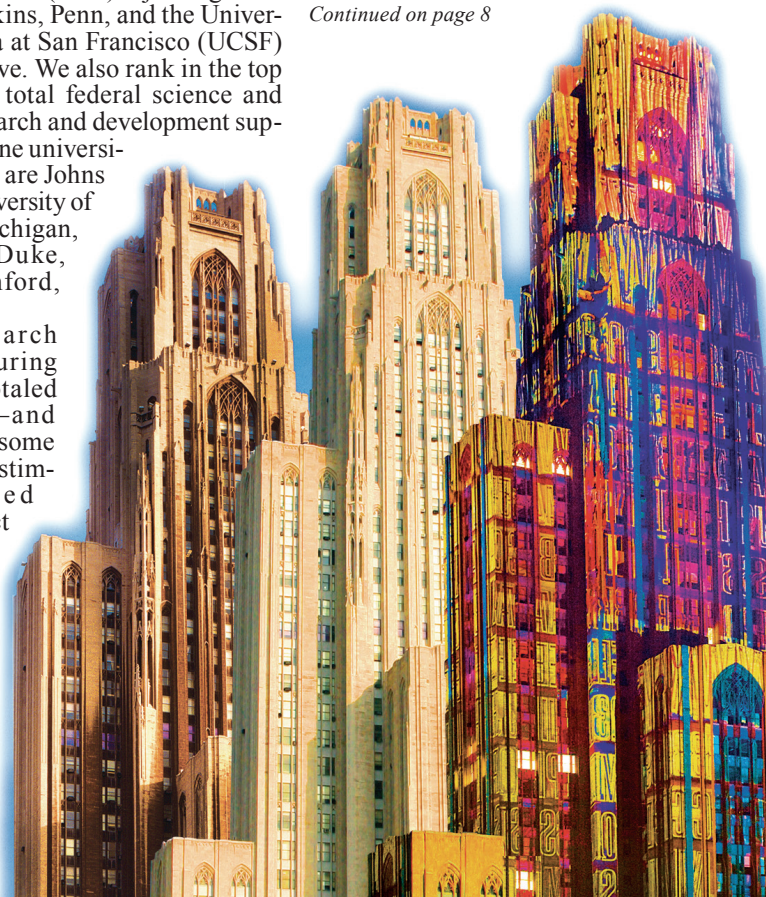 kins, Penn, and the Univer-
at San Francisco (UCSF)
ve. We also rank in the top
total federal science and
arch and development sup-
ne universi-
are Johns
versity of
chigan,
Duke,
nford,
arch
uring
taled
–and
some
stim-
ed
et
Continued on page 8